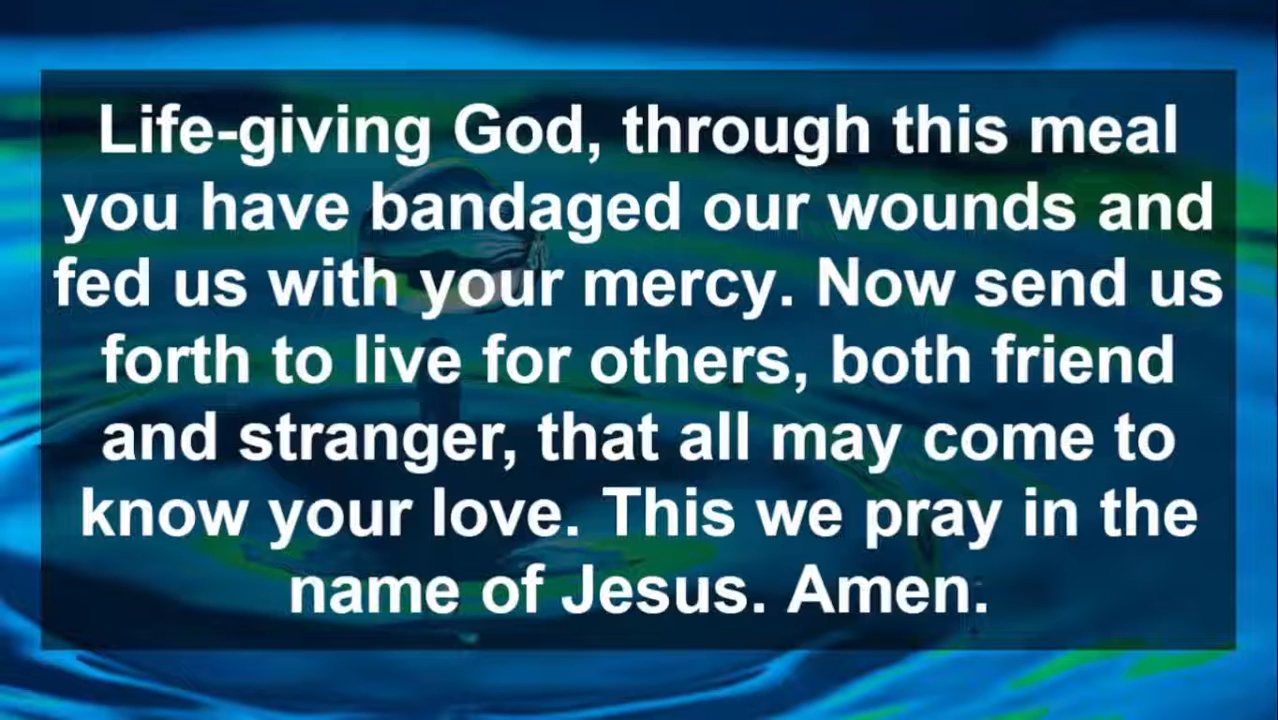 Life-giving God, through this meal
you have bandaged our wounds and
fed us with your mercy. Now send us
forth to live for others, both friend
and stranger, that all may come to
know your love. This we pray in the
name of Jesus. Amen.